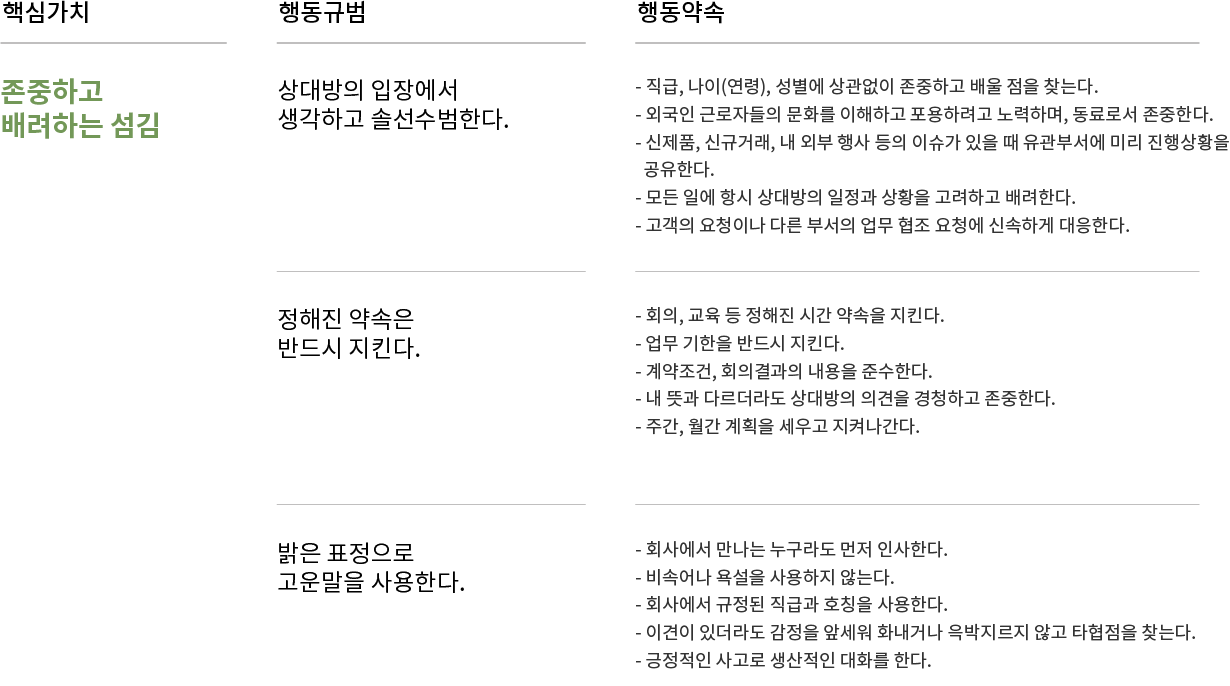 핵심가치
행동규범
행동약속
존중하고
배려하는 섬김
상대방의 입장에서
생각하고 솔선수범한다.
- 직급, 나이(연령), 성별에 상관없이 존중하고 배울 점을 찾는다.
- 외국인 근로자들의 문화를 이해하고 포용하려고 노력하며, 동료로서 존중한다.
- 신제품, 신규거래, 내 외부 행사 등의 이슈가 있을 때 유관부서에 미리 진행상황을
공유한다.
- 모든 일에 항시 상대방의 일정과 상황을 고려하고 배려한다.
- 고객의 요청이나 다른 부서의 업무 협조 요청에 신속하게 대응한다.
정해진 약속은
반드시 지킨다.
- 회의, 교육 등 정해진 시간 약속을 지킨다.
- 업무 기한을 반드시 지킨다.
- 계약조건, 회의결과의 내용을 준수한다.
- 내 뜻과 다르더라도 상대방의 의견을 경청하고 존중한다.
- 주간, 월간 계획을 세우고 지켜나간다.
밝은 표정으로
고운말을 사용한다.
- 회사에서 만나는 누구라도 먼저 인사한다.
- 비속어나 욕설을 사용하지 않는다.
- 회사에서 규정된 직급과 호칭을 사용한다.
- 이견이 있더라도 감정을 앞세워 화내거나 윽박지르지 않고 타협점을 찾는다.
- 긍정적인 사고로 생산적인 대화를 한다.